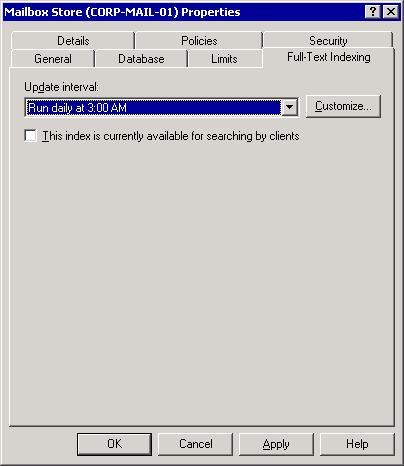 Mailbox Store (CORP-MAIL-01) Properties
Details Policies Security
General Database Limits Full-Text Indexing
Update interval:
Run daily at 3:00 AM Customize...
This index is currently available for searching by clients
OK Cancel Apply Help